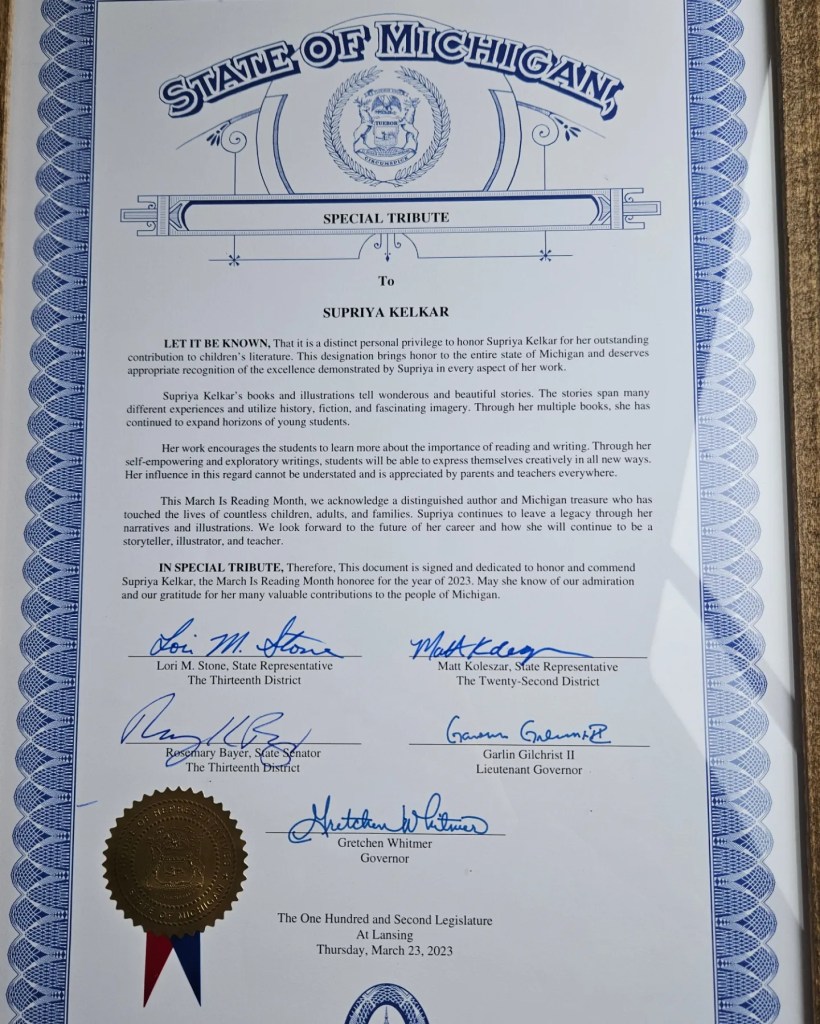 STATE OF MICHIGAN,
TUEBOR
CIRCUMSPICE
SPECIAL TRIBUTE
To
SUPRIYA KELKAR
LET IT BE KNOWN, That it is a distinct personal privilege to honor Supriya Kelkar for her outstanding
contribution to children's literature. This designation brings honor to the entire state of Michigan and deserves
appropriate recognition of the excellence demonstrated by Supriya in every aspect of her work.
Supriya Kelkar's books and illustrations tell wonderous and beautiful stories. The stories span many
different experiences and utilize history, fiction, and fascinating imagery. Through her multiple books, she has
continued to expand horizons of young students.
Her work encourages the students to learn more about the importance of reading and writing. Through her
self-empowering and exploratory writings, students will be able to express themselves creatively in all new ways.
Her influence in this regard cannot be understated and is appreciated by parents and teachers everywhere.
This March Is Reading Month, we acknowledge a distinguished author and Michigan treasure who has
touched the lives of countless children, adults, and families. Supriya continues to leave a legacy through her
narratives and illustrations. We look forward to the future of her career and how she will continue to be a
storyteller, illustrator, and teacher.
IN SPECIAL TRIBUTE, Therefore, This document is signed and dedicated to honor and commend
Supriya Kelkar, the March Is Reading Month honoree for the year of 2023. May she know of our admiration
and our gratitude for her many valuable contributions to the people of Michigan.
Lori M. Stone
Lori M. Stone, State Representative
The Thirteenth District
Matt Koleszar, State Representative
The Twenty-Second District
Rosemary Bayer, State Senator
The Thirteenth District
Garlin Gilchrist II
Lieutenant Governor
Gretchen Whitmer
Gretchen Whitmer
Governor
OF MICHIGAN
The One Hundred and Second Legislature
At Lansing
Thursday, March 23, 2023